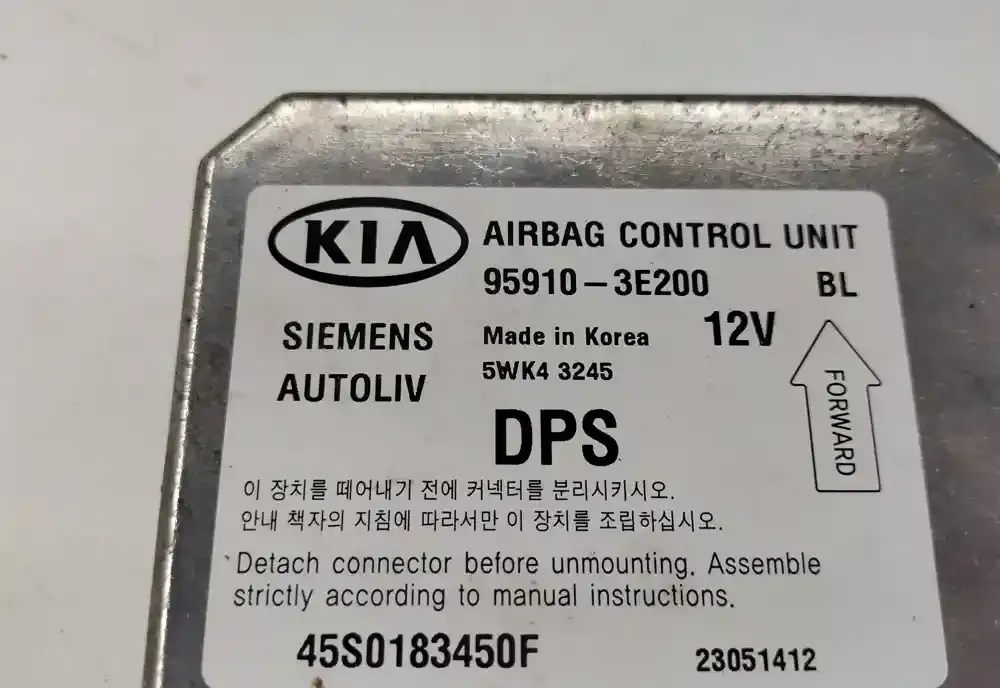 KIA AIRBAG CONTROL UNIT
95910-3E200 BL
SIEMENS Made in Korea 12V
AUTOLIV 5WK4 3245
DPS
FORWARD
이 장치를 떼어내기 전에 커넥터를 분리시키시오.
안내 책자의 지침에 따라서만 이 장치를 조립하십시오.
Detach connector before unmounting. Assemble
strictly according to manual instructions.
45S0183450F 23051412